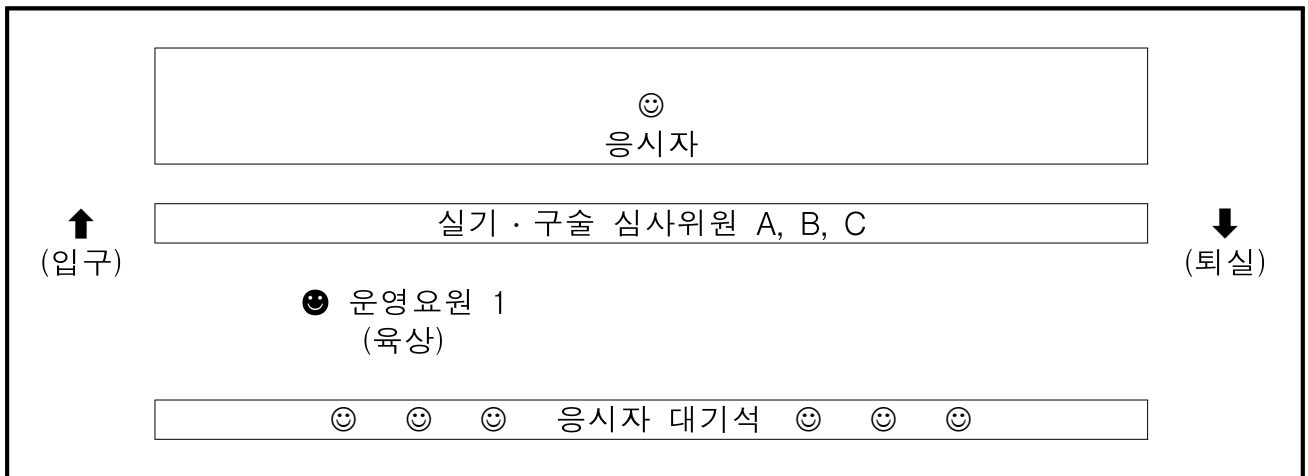 응시자
실기 · 구술 심사위원 A, B, C
(입구)
(퇴실)
운영요원 1
(육상)
응시자 대기석